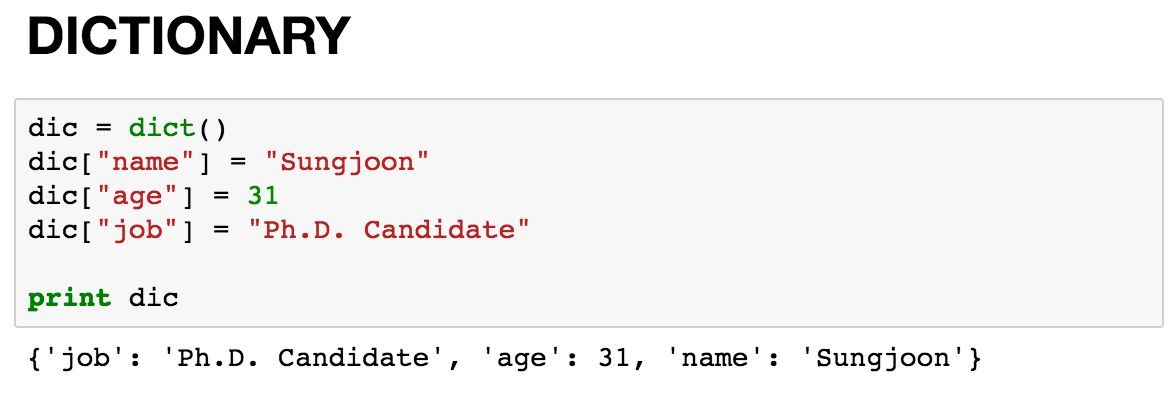 DICTIONARY
dic = dict()
dic["name"] = "Sungjoon"
dic["age"] = 31
dic["job"] = "Ph.D. Candidate"
print dic
{'job': 'Ph.D. Candidate', 'age': 31, 'name': 'Sungjoon'}